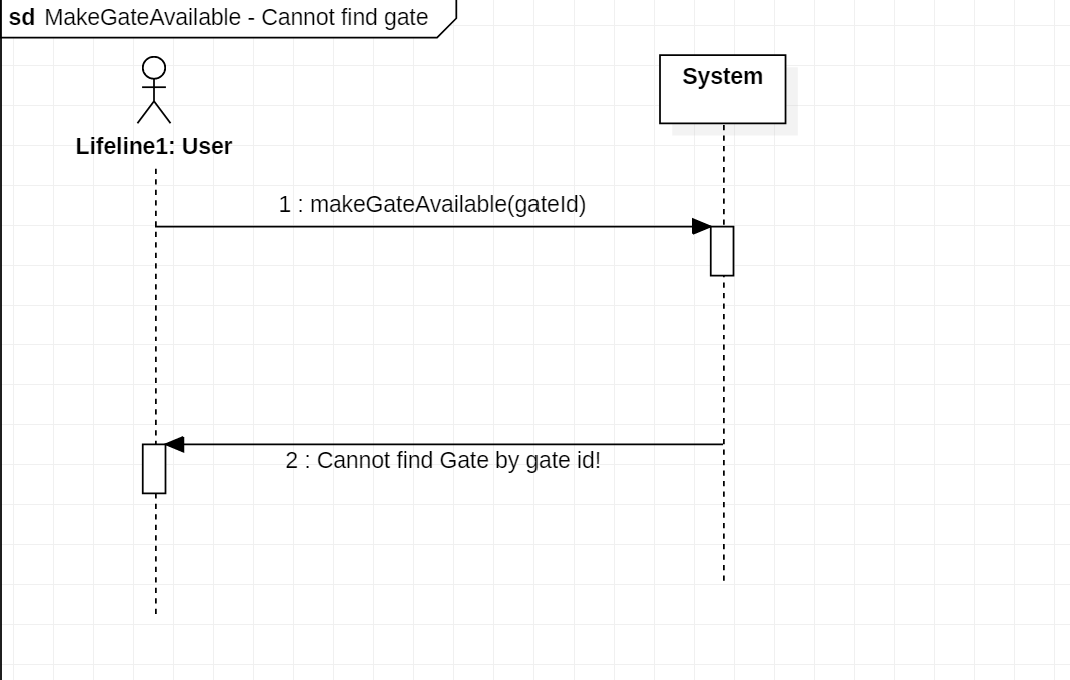 sd MakeGateAvailable - Cannot find gate
System
Lifeline1: User
1 : makeGateAvailable(gateId)
2 : Cannot find Gate by gate id!